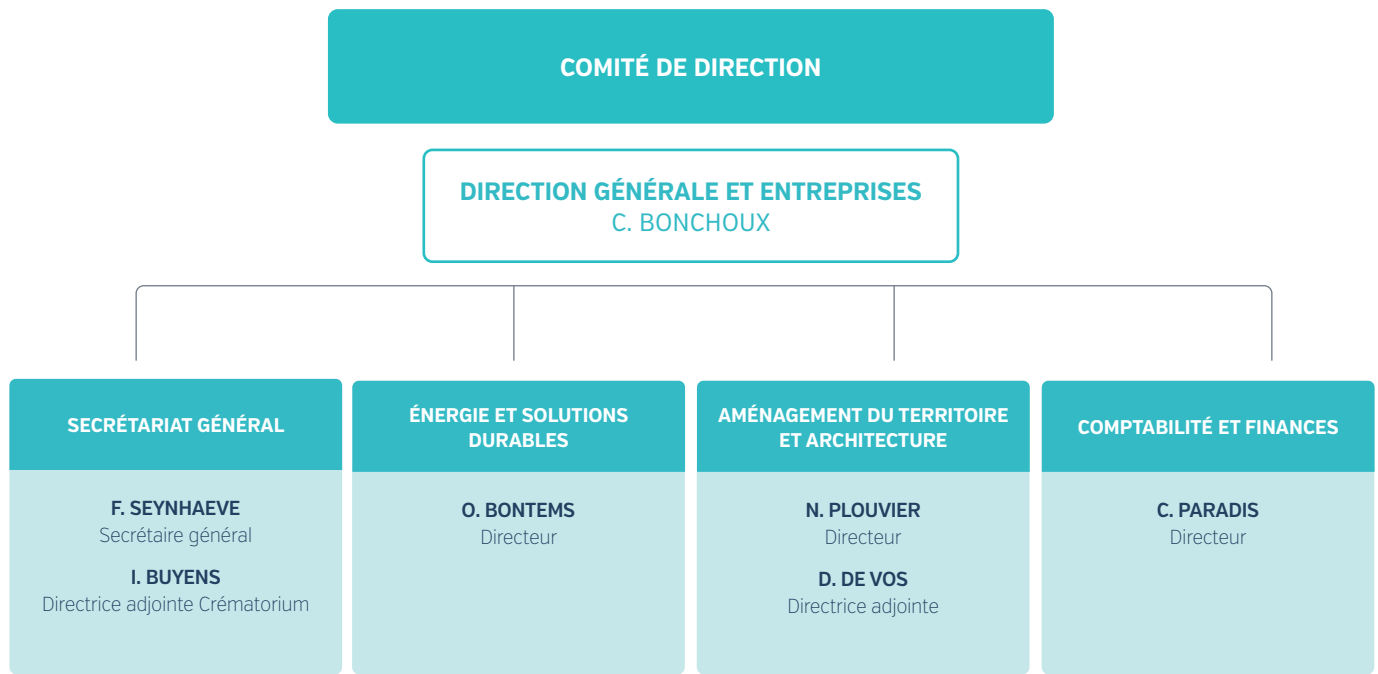 COMITÉ DE DIRECTION
DIRECTION GÉNÉRALE ET ENTREPRISES
C. BONCHOUX
SECRÉTARIAT GÉNÉRAL
F. SEYNHAEVE
Secrétaire général
I. BUYENS
Directrice adjointe Crématorium
ÉNERGIE ET SOLUTIONS
DURABLES
O. BONTEMS
Directeur
AMÉNAGEMENT DU TERRITOIRE
ET ARCHITECTURE
N. PLOUVIER
Directeur
D. DE VOS
Directrice adjointe
COMPTABILITÉ ET FINANCES
C. PARADIS
Directeur